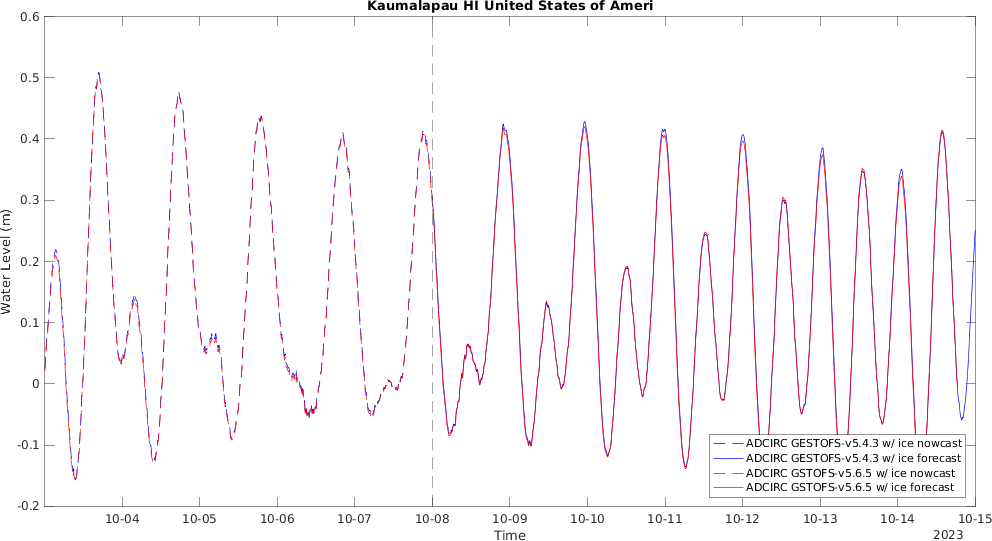 Kaumalapau HI United States of Ameri
0.6
0.5
0.4
0.3
0.2
0.1
0
-0.1
-0.2
Water Level (m)
ADCIRC GESTOFS-v5.4.3 w/ ice nowcast
ADCIRC GESTOFS-v5.4.3 w/ ice forecast
ADCIRC GSTOFS-v5.6.5 w/ ice nowcast
ADCIRC GSTOFS-v5.6.5 w/ ice forecast
10-04 10-05 10-06 10-07 10-08 10-09 10-10 10-11 10-12 10-13 10-14 10-15
Time
2023